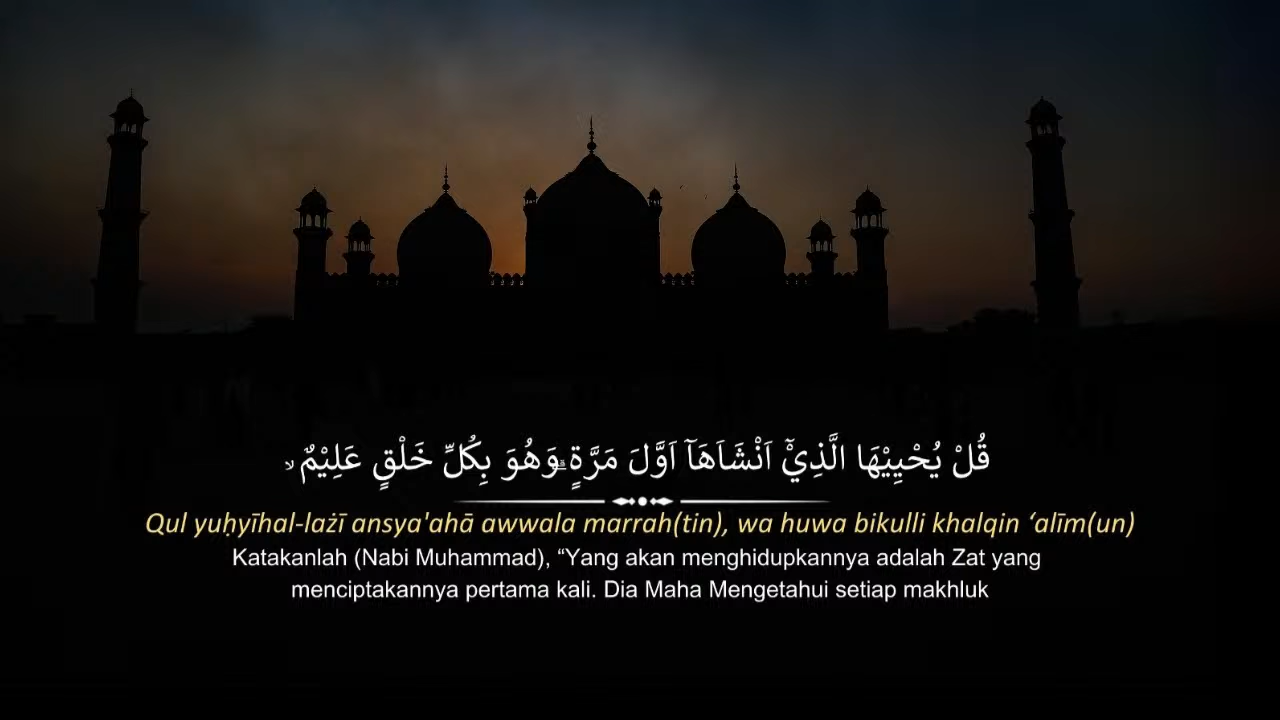 قُلْ يُحْيِيْهَا الَّذِيْٓ اَنْشَاَهَآ اَوَّلَ مَرَّةٍ ۗوَهُوَ بِكُلِّ خَلْقٍ عَلِيْمٌ ۙ
Qul yuḥyīhal-lażī ansya'ahā awwala marrah(tin), wa huwa bikulli khalqin ‘alīm(un)
Katakanlah (Nabi Muhammad), “Yang akan menghidupkannya adalah Zat yang
menciptakannya pertama kali. Dia Maha Mengetahui setiap makhluk